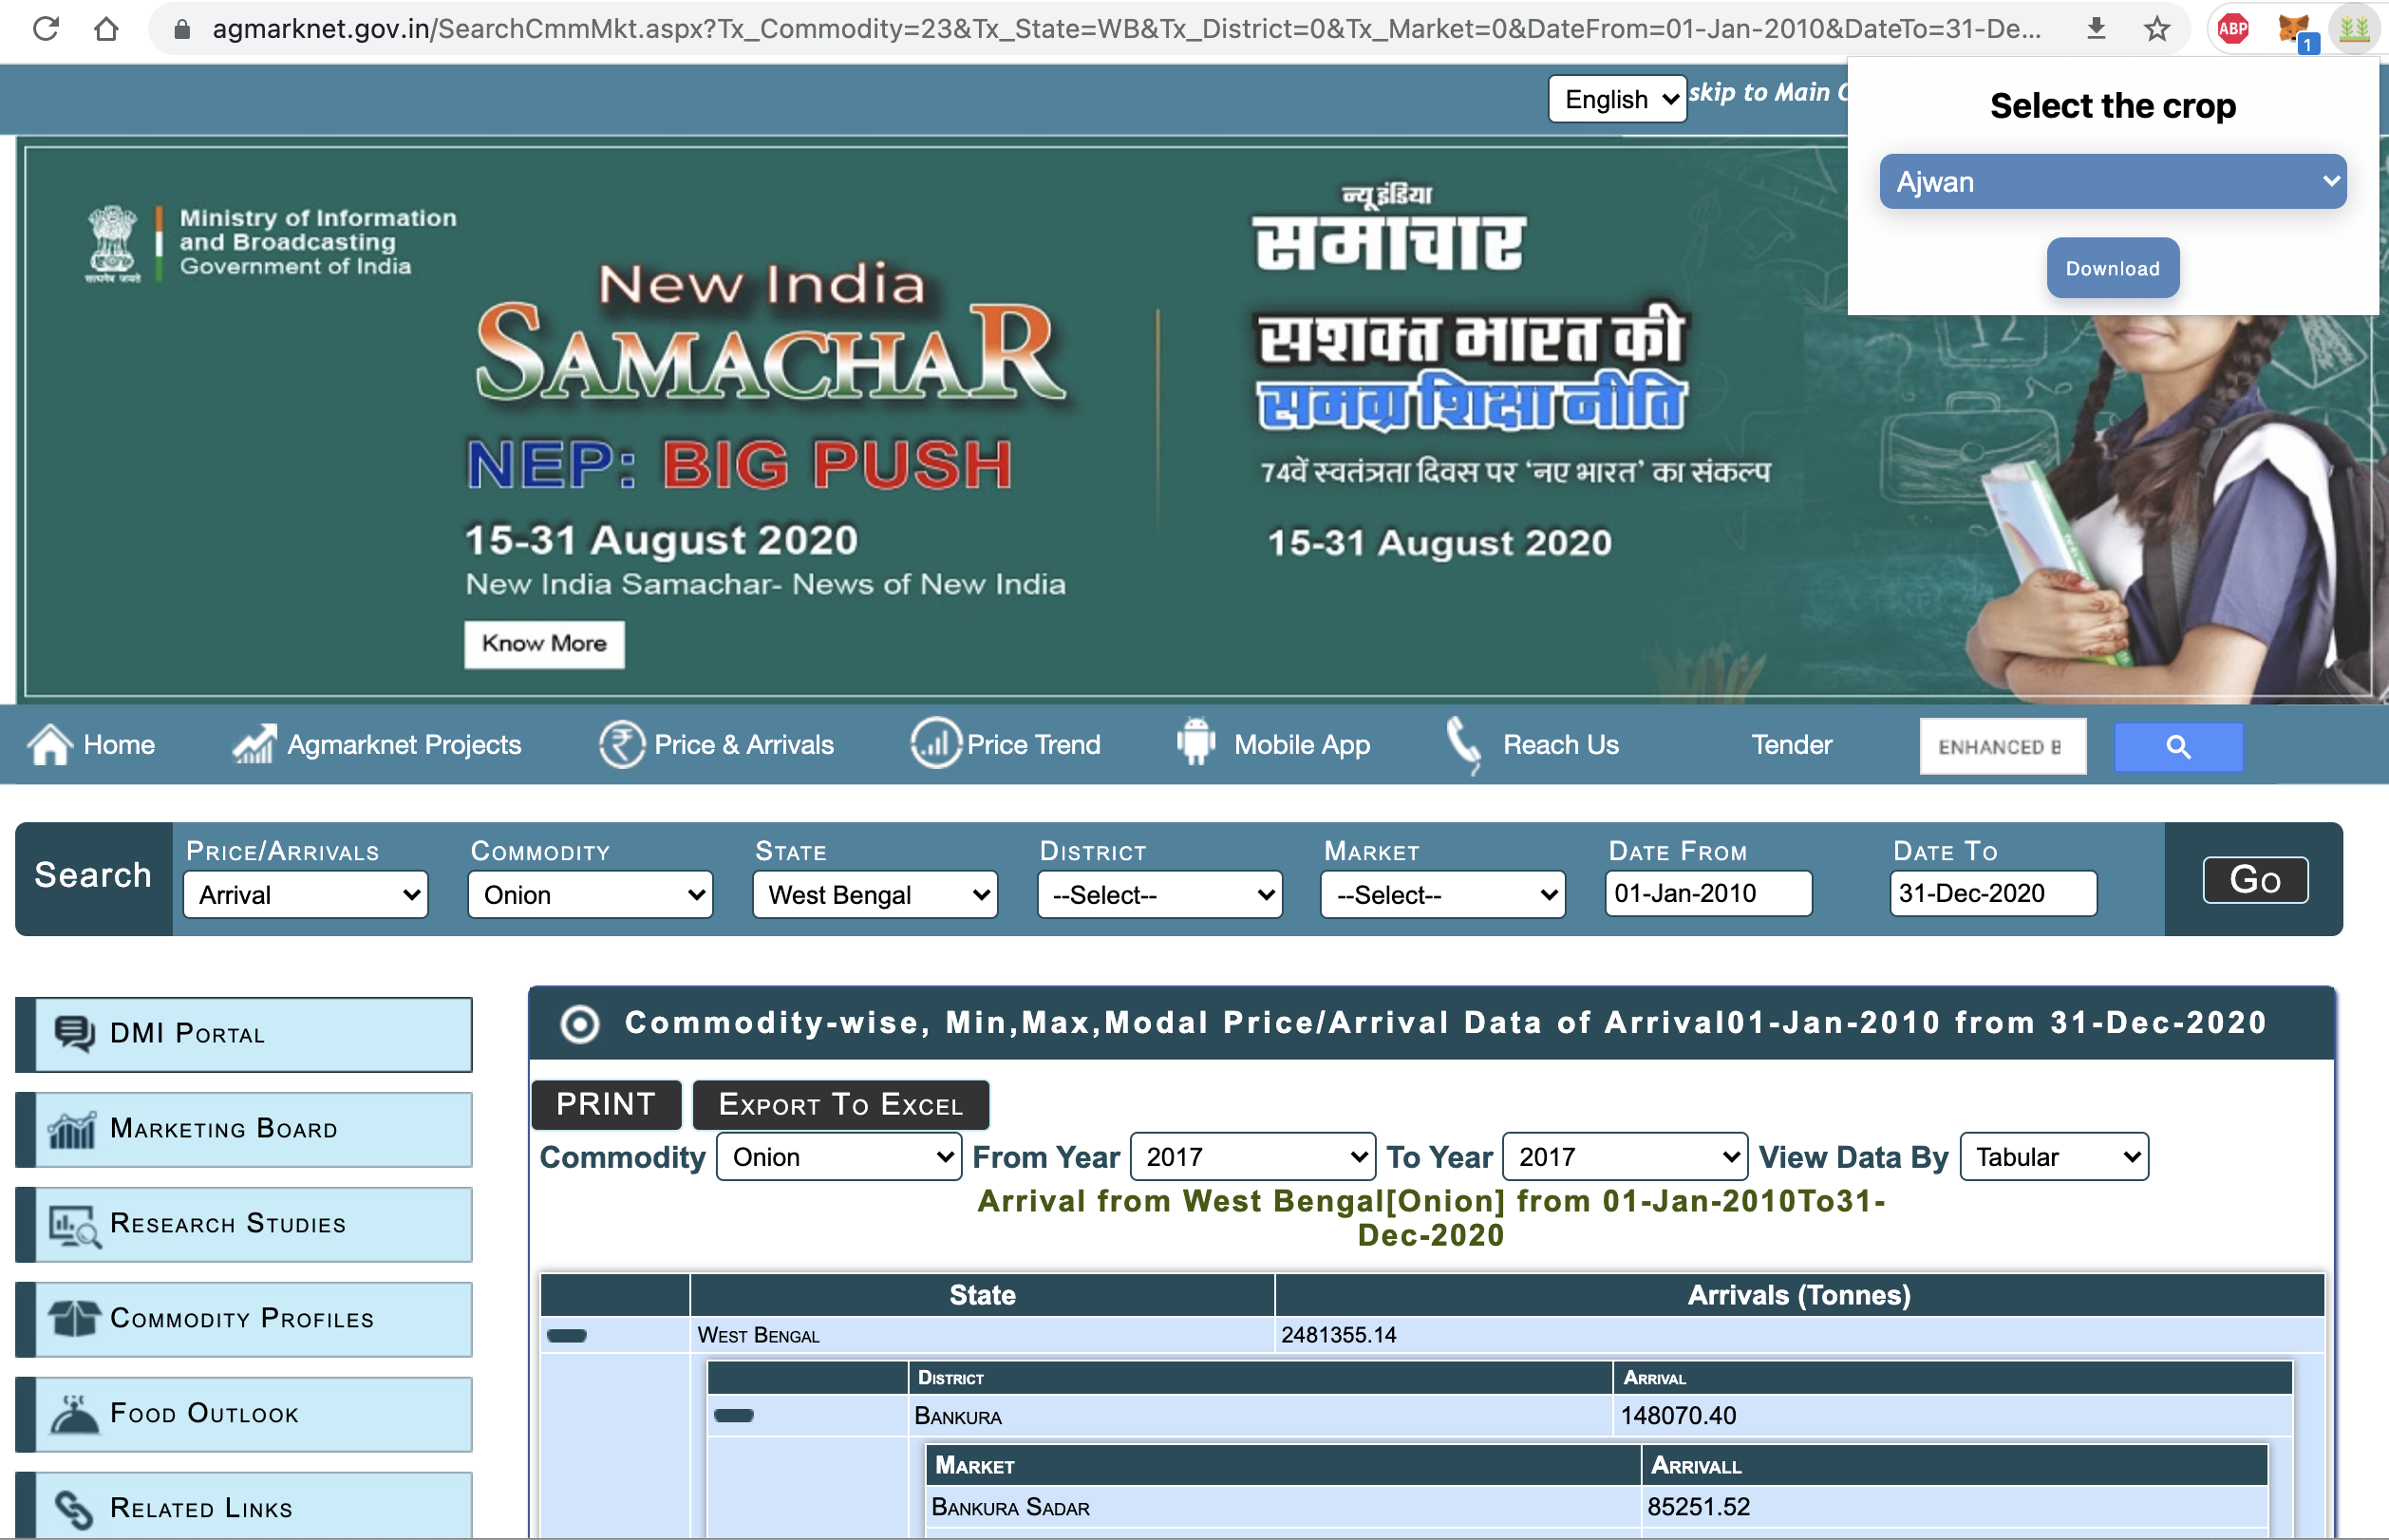 agmarknet.gov.in/SearchCmmMkt.aspx?Tx_Commodity=23&Tx_State=WB&Tx_District=0&Tx_Market=0&DateFrom=01-Jan-2010&DateTo=31-De...
ABP
1
English
skip to Main C
Select the crop
Ajwan
Download
Ministry of Information
and Broadcasting
Government of India
सत्यमेव जयते
New India
SAMACHAR
NEP: BIG PUSH
15-31 August 2020
New India Samachar- News of New India
Know More
न्यू इंडिया
समाचार
सशक्त भारत की
समग्र शिक्षा नीति
74वें स्वतंत्रता दिवस पर ‘नए भारत’ का संकल्प
15-31 August 2020
12
Home
Agmarknet Projects
Price & Arrivals
Price Trend
Mobile App
Reach Us
Tender
ENHANCED B
Search
PRICE/ARRIVALS
COMMODITY
STATE
DISTRICT
MARKET
DATE FROM
DATE TO
Arrival
Onion
West Bengal
--Select--
--Select--
01-Jan-2010
31-Dec-2020
GO
DMI PORTAL
MARKETING BOARD
RESEARCH STUDIES
COMMODITY PROFILES
FOOD OUTLOOK
RELATED LINKS
Commodity-wise, Min,Max,Modal Price/Arrival Data of Arrival01-Jan-2010 from 31-Dec-2020
PRINT
EXPORT TO EXCEL
Commodity Onion From Year 2017 To Year 2017 View Data By Tabular
Arrival from West Bengal[Onion] from 01-Jan-2010To31-
Dec-2020
State Arrivals (Tonnes)
WEST BENGAL 2481355.14
DISTRICT ARRIVAL
BANKURA 148070.40
MARKET ARRIVALL
BANKURA SADAR 85251.52